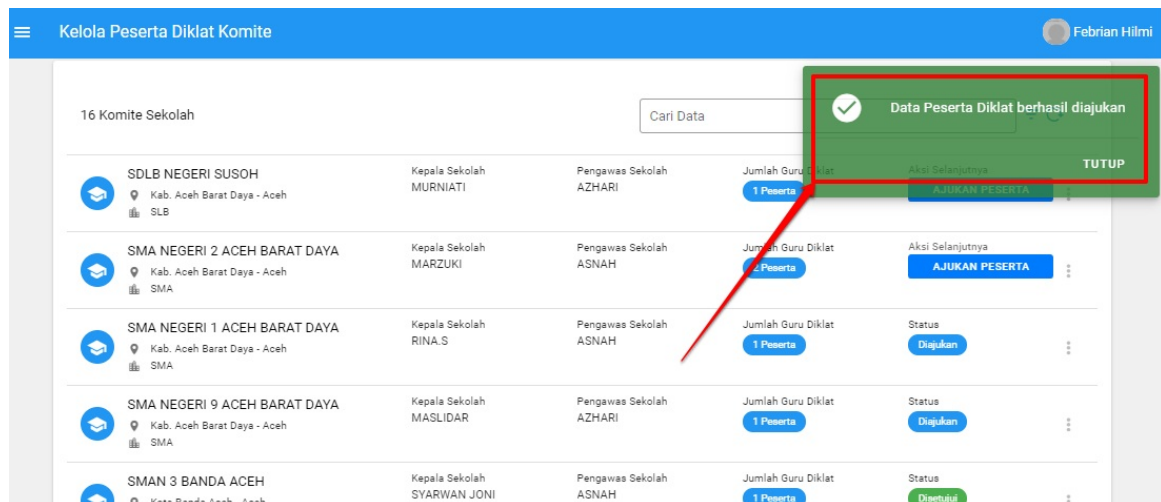 Kelola Peserta Diklat Komite
Febrian Hilmi
16 Komite Sekolah
Cari Data
Data Peserta Diklat berhasil diajukan
TUTUP
SDLB NEGERI SUSOH
Kab. Aceh Barat Daya - Aceh
SLB
Kepala Sekolah
MURNIATI
Pengawas Sekolah
AZHARI
Jumlah Guru Diklat
1 Peserta
Aksi Selanjutnya
AJUKAN PESERTA
SMA NEGERI 2 ACEH BARAT DAYA
Kab. Aceh Barat Daya - Aceh
SMA
Kepala Sekolah
MARZUKI
Pengawas Sekolah
ASNAH
Jumlah Guru Diklat
2 Peserta
Aksi Selanjutnya
AJUKAN PESERTA
SMA NEGERI 1 ACEH BARAT DAYA
Kab. Aceh Barat Daya - Aceh
SMA
Kepala Sekolah
RINA.S
Pengawas Sekolah
ASNAH
Jumlah Guru Diklat
1 Peserta
Status
Diajukan
SMA NEGERI 9 ACEH BARAT DAYA
Kab. Aceh Barat Daya - Aceh
SMA
Kepala Sekolah
MASLIDAR
Pengawas Sekolah
AZHARI
Jumlah Guru Diklat
1 Peserta
Status
Diajukan
SMAN 3 BANDA ACEH
Kota Banda Aceh - Aceh
Kepala Sekolah
SYARWAN JONI
Pengawas Sekolah
ASNAH
Jumlah Guru Diklat
1 Peserta
Status
Disetujui